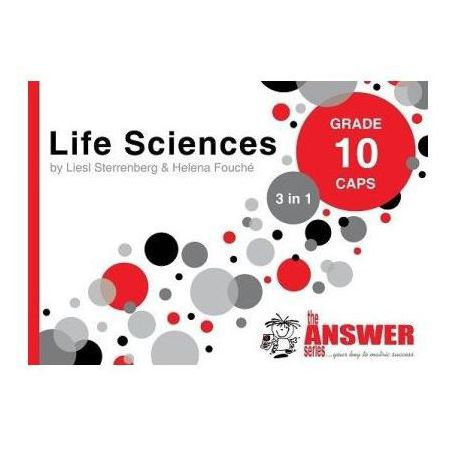 Life Sciences
by Liesl Sterrenberg & Helena Fouché
GRADE
10
CAPS
3 in 1
the
ANSWER
series
...your key to matric success